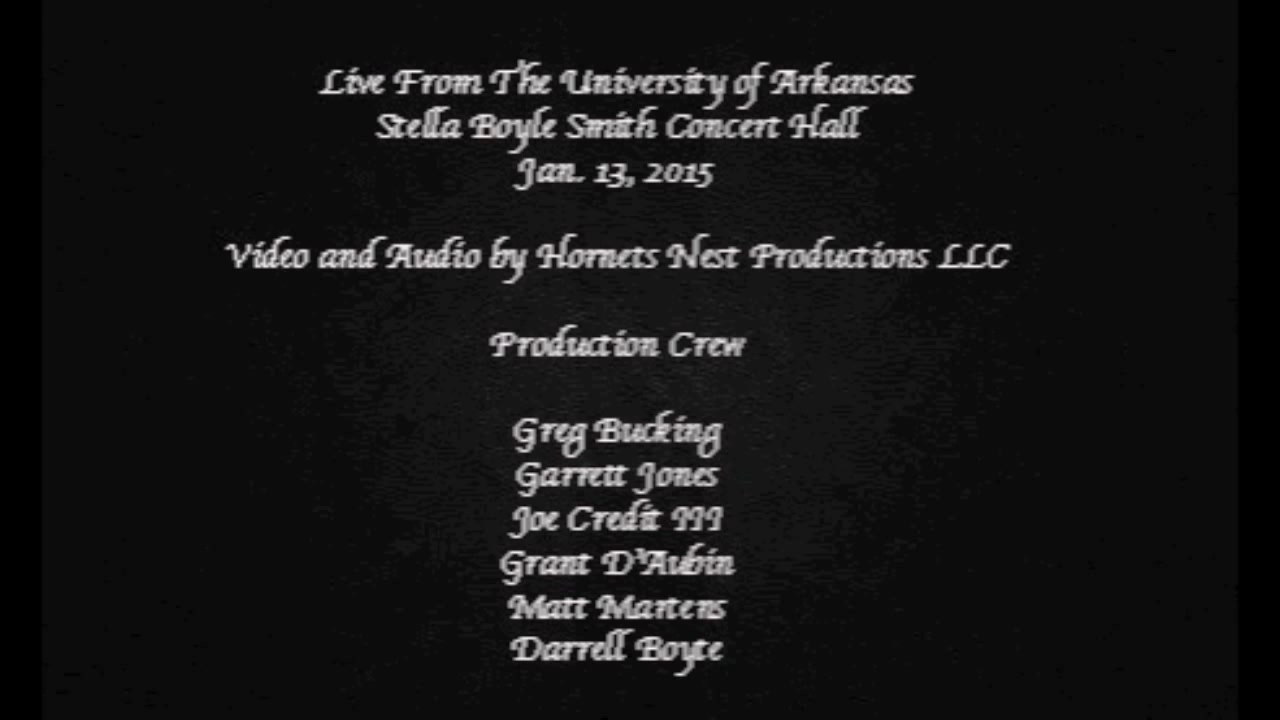 Live From The University of Arkansas
Stella Boyle Smith Concert Hall
Jan. 13, 2015
Video and Audio by Hornets Nest Productions LLC
Production Crew
Greg Bucking
Garrett Jones
Joe Credit III
Grant D'Aubin
Matt Martens
Darrell Boyte